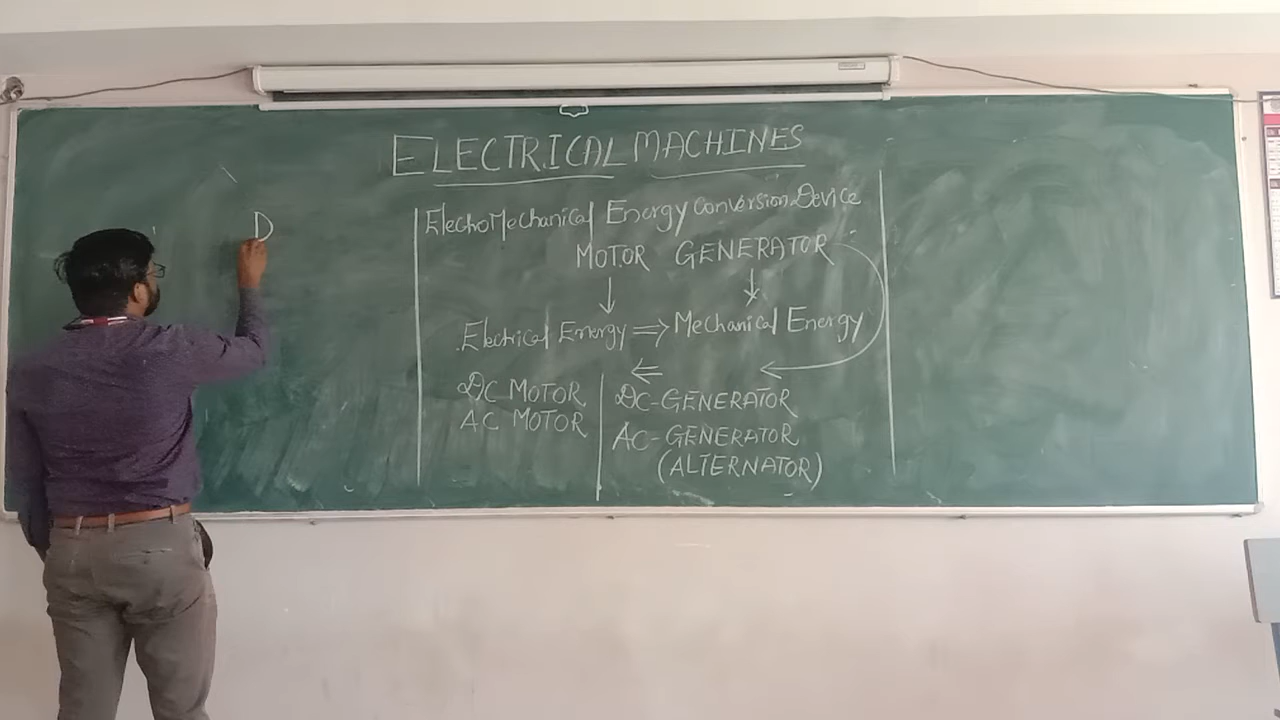 ELECTRICAL MACHINES
ElectroMechanical Energy Conversion Device
MOTOR GENERATOR
↓ ↓
Electrical Energy ⇒ Mechanical Energy
⇐ ←
DC MOTOR
AC MOTOR
DC-GENERATOR
AC-GENERATOR
(ALTERNATOR)
D